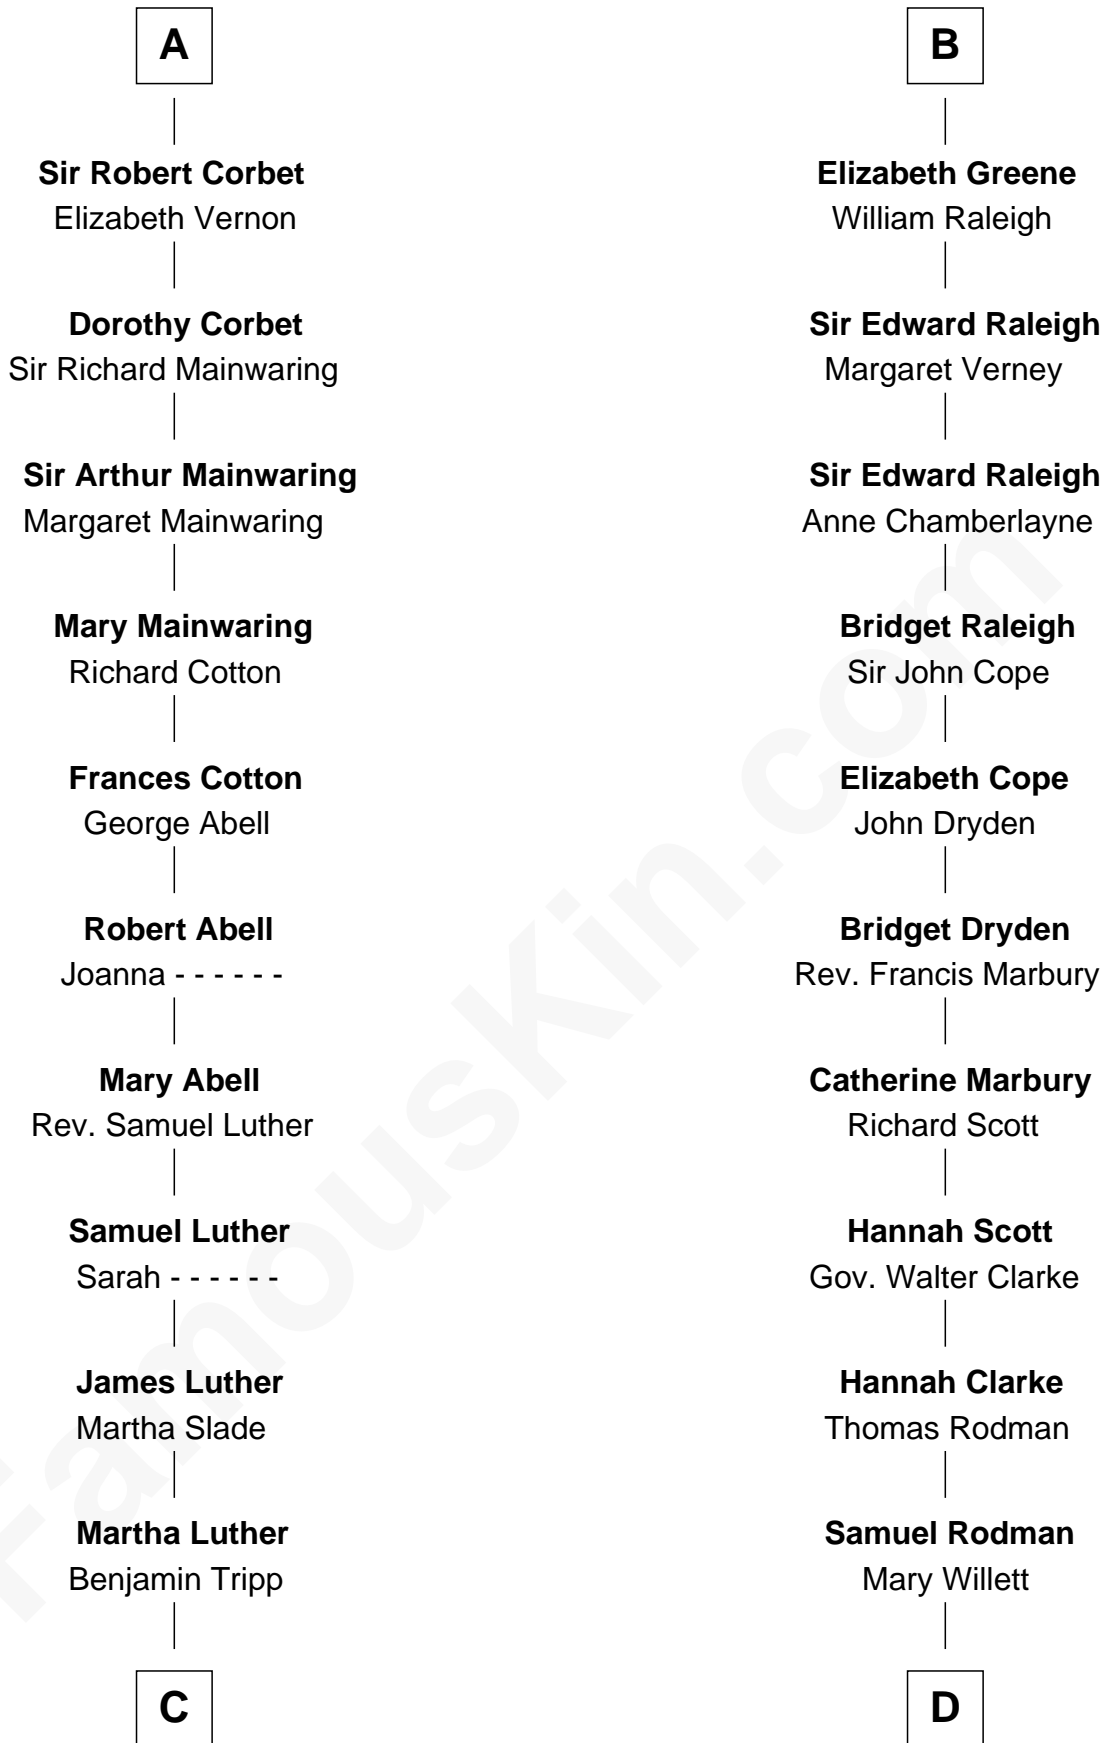 A
Sir Robert Corbet
Elizabeth Vernon
Dorothy Corbet
Sir Richard Mainwaring
Sir Arthur Mainwaring
Margaret Mainwaring
Mary Mainwaring
Richard Cotton
Frances Cotton
George Abell
Robert Abell
Joanna - - - - - -
Mary Abell
Rev. Samuel Luther
Samuel Luther
Sarah - - - - - -
James Luther
Martha Slade
Martha Luther
Benjamin Tripp
C
B
Elizabeth Greene
William Raleigh
Sir Edward Raleigh
Margaret Verney
Sir Edward Raleigh
Anne Chamberlayne
Bridget Raleigh
Sir John Cope
Elizabeth Cope
John Dryden
Bridget Dryden
Rev. Francis Marbury
Catherine Marbury
Richard Scott
Hannah Scott
Gov. Walter Clarke
Hannah Clarke
Thomas Rodman
Samuel Rodman
Mary Willett
D
FamousKin.com